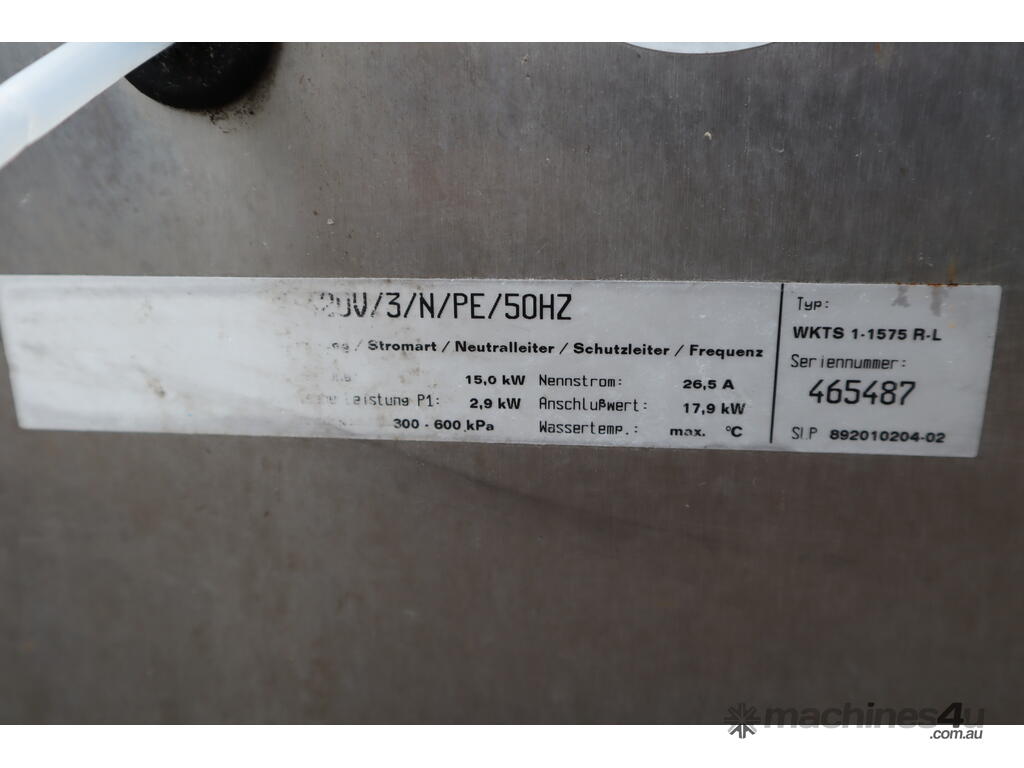 20V/3/N/PE/50HZ
/ Stromart / Neutralleiter / Schutzleiter / Frequenz
15,0 kW Nennstrom: 26,5 A
Leistung P1: 2,9 kW Anschlußwert: 17,9 kW
300 - 600 kPa Wassertemp.: max. °C
Typ:
WKTS 1-1575 R-L
Seriennummer:
465487
SLP 892010204-02
machines4u
.com.au